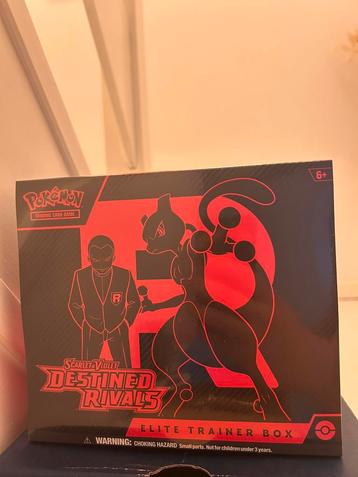 6+
POKÉMON
TRADING CARD GAME
R
SCARLET & VIOLET
DESTINED
RIVALS
ELITE TRAINER BOX
WARNING: CHOKING HAZARD Small parts. Not for children under 3 years.